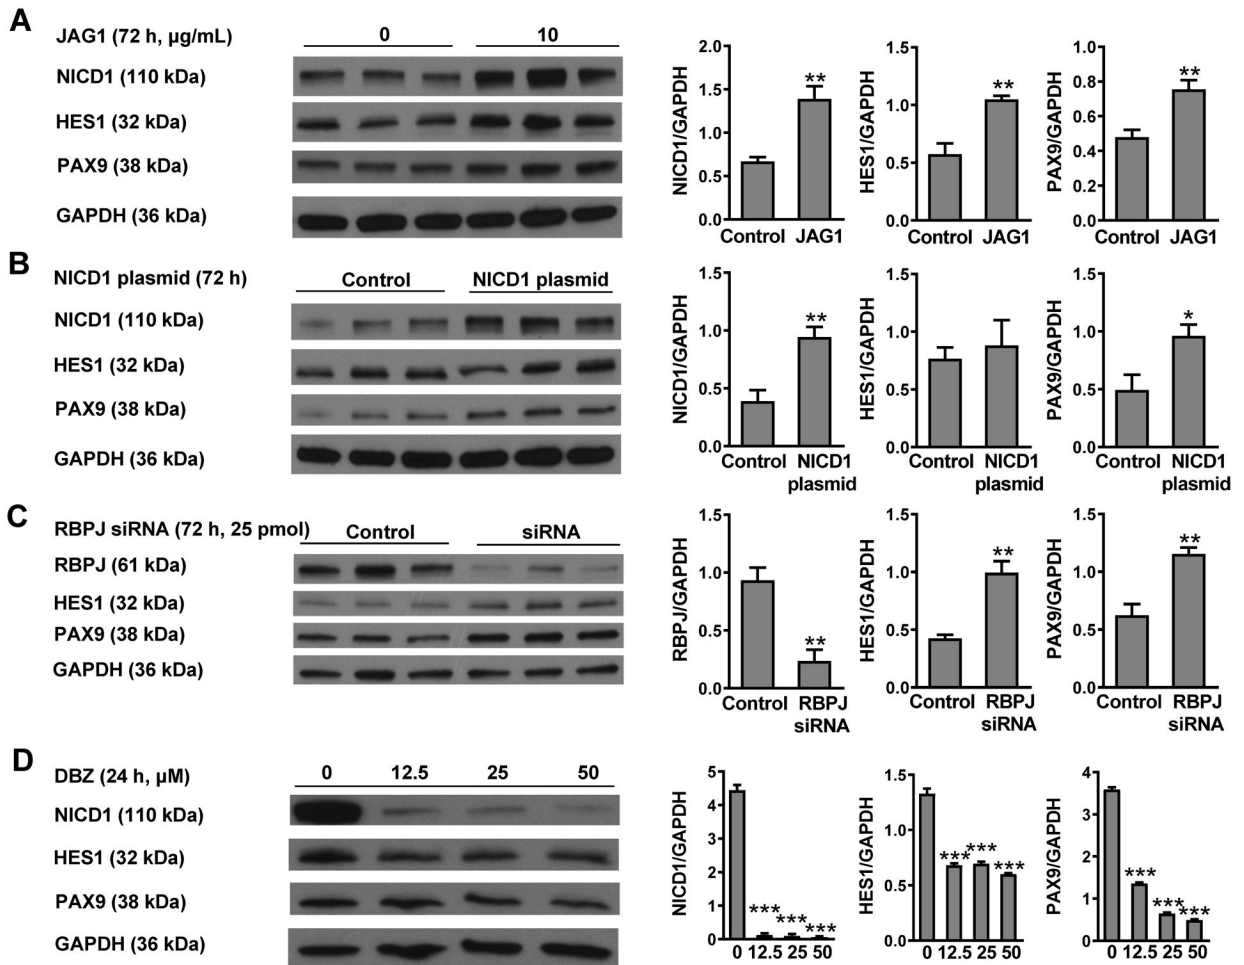 A
JAG1 (72 h, µg/mL)
0
10
NICD1 (110 kDa)
HES1 (32 kDa)
PAX9 (38 kDa)
GAPDH (36 kDa)
NICD1/GAPDH
2.0
1.5
1.0
0.5
0.0
**
Control JAG1
HES1/GAPDH
1.5
1.0
0.5
0.0
**
Control JAG1
PAX9/GAPDH
1.0
0.8
0.6
0.4
0.2
0.0
**
Control JAG1
B
NICD1 plasmid (72 h)
Control
NICD1 plasmid
NICD1 (110 kDa)
HES1 (32 kDa)
PAX9 (38 kDa)
GAPDH (36 kDa)
NICD1/GAPDH
1.5
1.0
0.5
0.0
**
Control NICD1
plasmid
HES1/GAPDH
1.5
1.0
0.5
0.0
Control NICD1
plasmid
PAX9/GAPDH
1.5
1.0
0.5
0.0
*
Control NICD1
plasmid
C
RBPJ siRNA (72 h, 25 pmol)
Control
siRNA
RBPJ (61 kDa)
HES1 (32 kDa)
PAX9 (38 kDa)
GAPDH (36 kDa)
RBPJ/GAPDH
1.5
1.0
0.5
0.0
**
Control RBPJ
siRNA
HES1/GAPDH
1.5
1.0
0.5
0.0
**
Control RBPJ
siRNA
PAX9/GAPDH
1.5
1.0
0.5
0.0
**
Control RBPJ
siRNA
D
DBZ (24 h, µM)
0 12.5 25 50
NICD1 (110 kDa)
HES1 (32 kDa)
PAX9 (38 kDa)
GAPDH (36 kDa)
NICD1/GAPDH
5
4
3
2
1
0
*** *** ***
0 12.5 25 50
HES1/GAPDH
1.5
1.0
0.5
0.0
*** *** ***
0 12.5 25 50
PAX9/GAPDH
4
3
2
1
0
*** *** ***
0 12.5 25 50